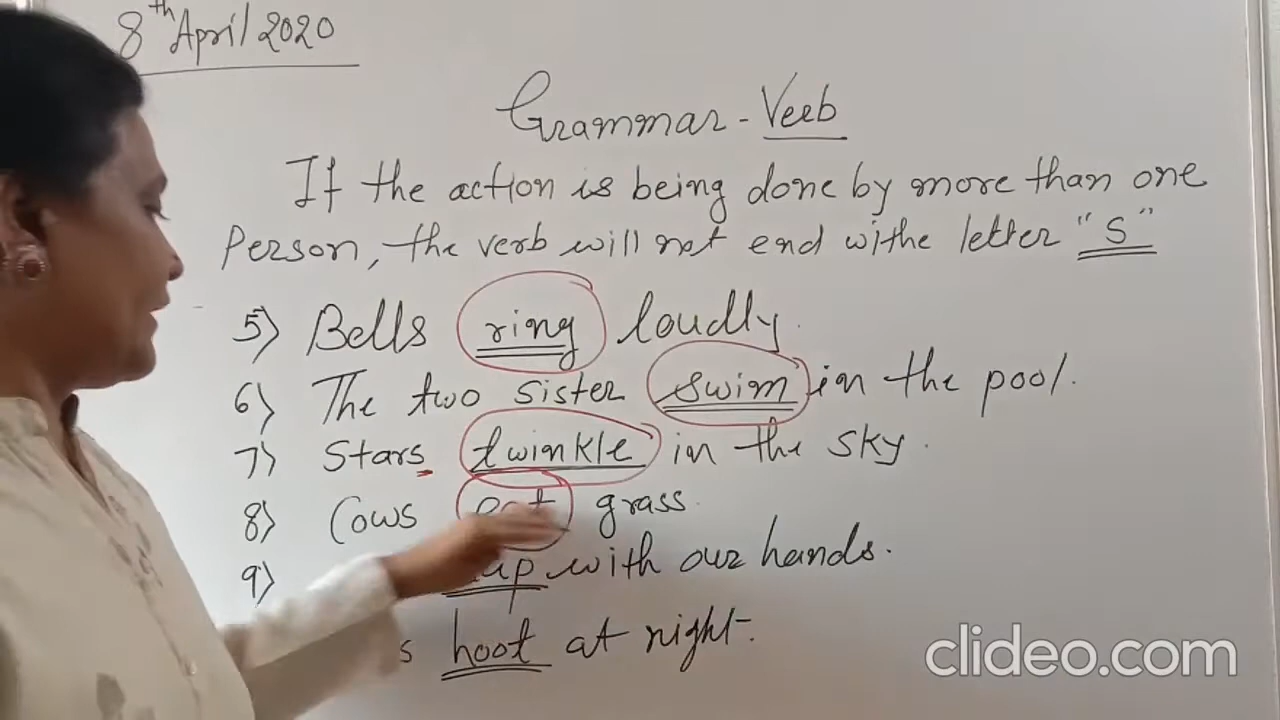 8th April 2020
Grammar - Verb
If the action is being done by more than one
Person, the verb will not end withe letter "S"
5) Bells ring loudly.
6) The two sister swim in the pool.
7) Stars twinkle in the sky.
8) Cows eat grass.
9) with our hands.
hoot at night.
clideo.com